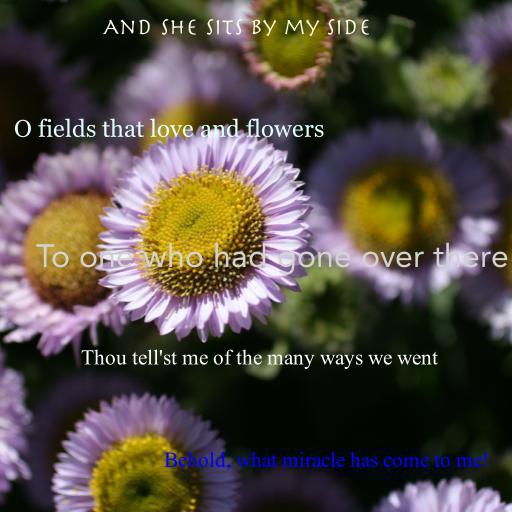 And she sits by my side
O fields that love and flowers
To one who had gone over there
Thou tell'st me of the many ways we went
Behold, what miracle has come to me!